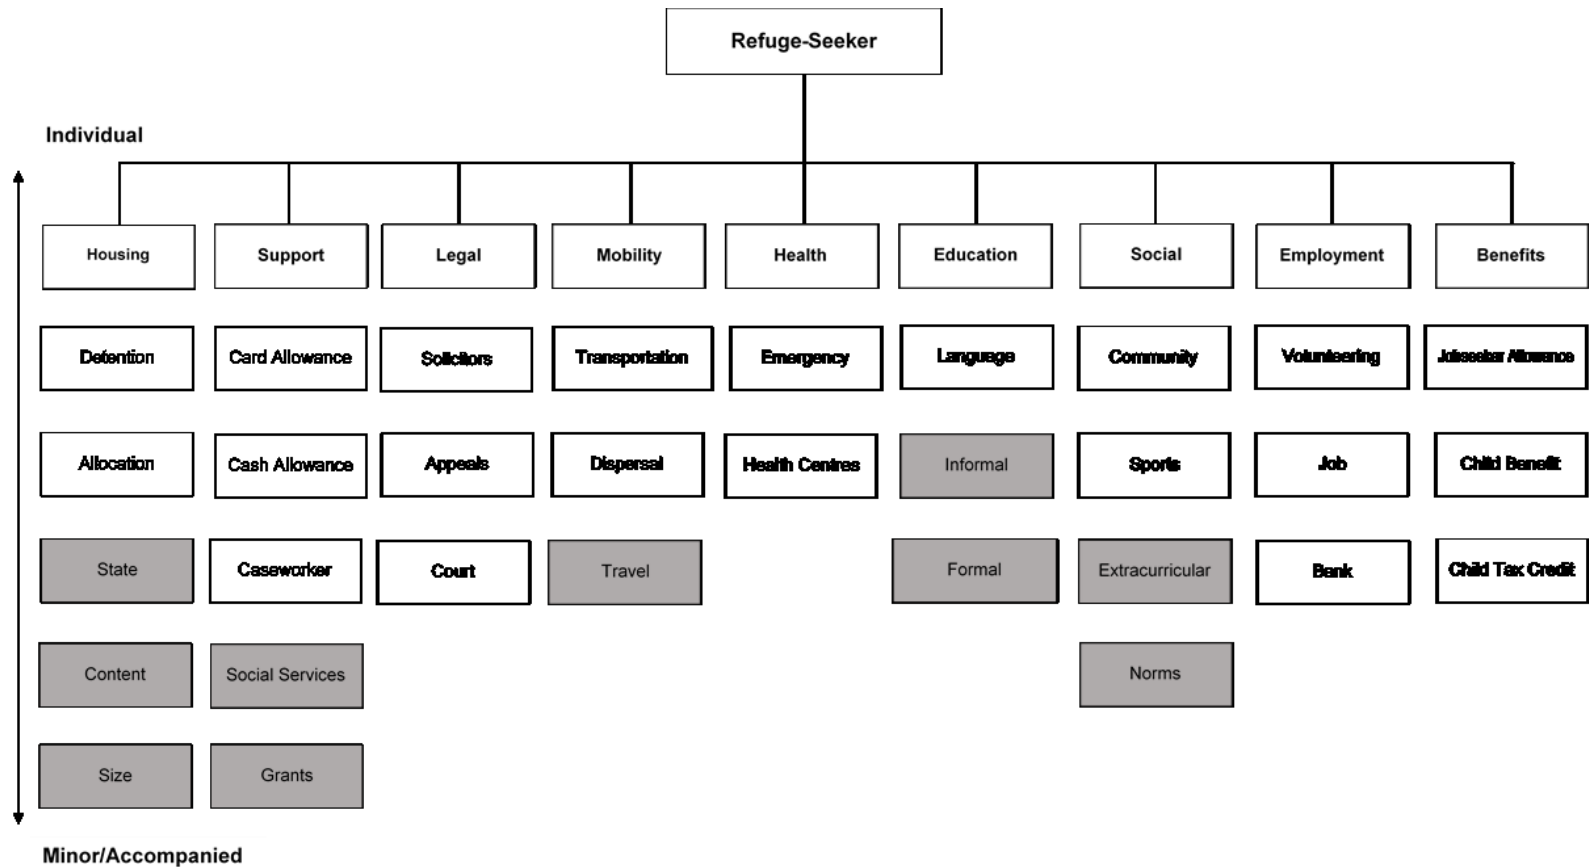 Refuge-Seeker
Individual
Housing
Support
Legal
Mobility
Health
Education
Social
Employment
Benefits
Detention
Card Allowance
Solicitors
Transportation
Emergency
Language
Community
Volunteering
Jobseeker Allowance
Allocation
Cash Allowance
Appeals
Dispersal
Health Centres
Informal
Sports
Job
Child Benefit
State
Caseworker
Court
Travel
Formal
Extracurricular
Bank
Child Tax Credit
Content
Social Services
Norms
Size
Grants
Minor/Accompanied